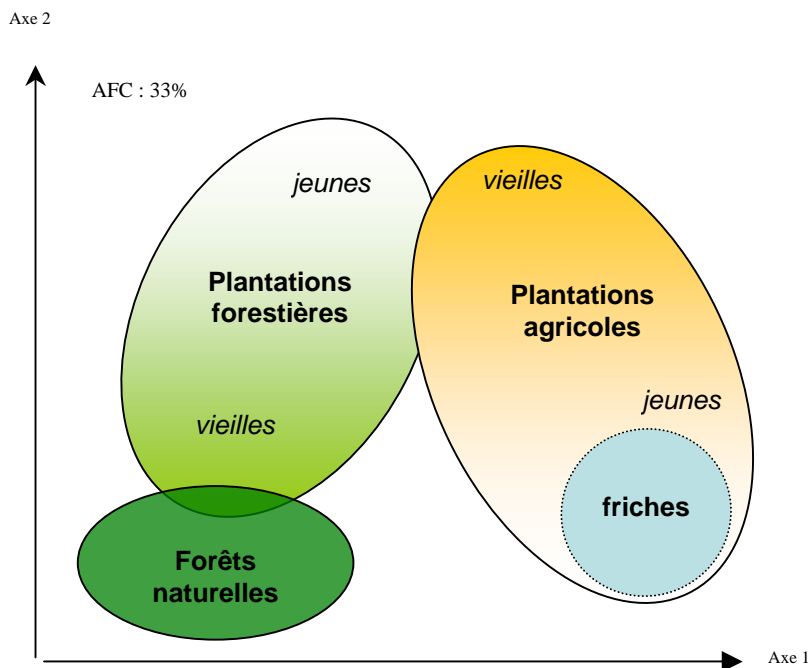 Axe 2
AFC : 33%
jeunes
vieilles
Plantations
forestières
Plantations
agricoles
jeunes
vieilles
friches
Forêts
naturelles
Axe 1